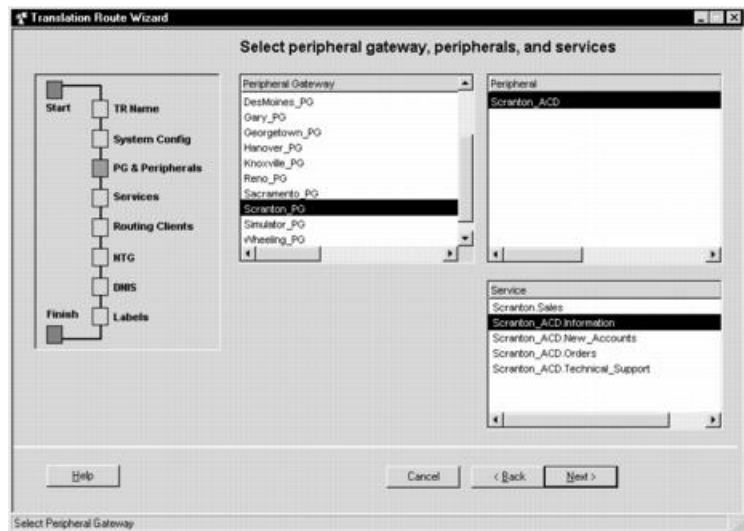 Translation Route Wizard
Select peripheral gateway, peripherals, and services
Start
TR Name
System Config
PG & Peripherals
Services
Routing Clients
NTG
DNIS
Finish
Labels
Peripheral Gateway
DesMoines_PG
Gary_PG
Georgetown_PG
Hanover_PG
Knoxville_PG
Reno_PG
Sacramento_PG
Scranton_PG
Simulator_PG
Wheeling_PG
Peripheral
Scranton_ACD
Service
Scranton.Sales
Scranton_ACD.Information
Scranton_ACD.New_Accounts
Scranton_ACD.Orders
Scranton_ACD.Technical_Support
Help
Cancel
< Back
Next >
Select Peripheral Gateway